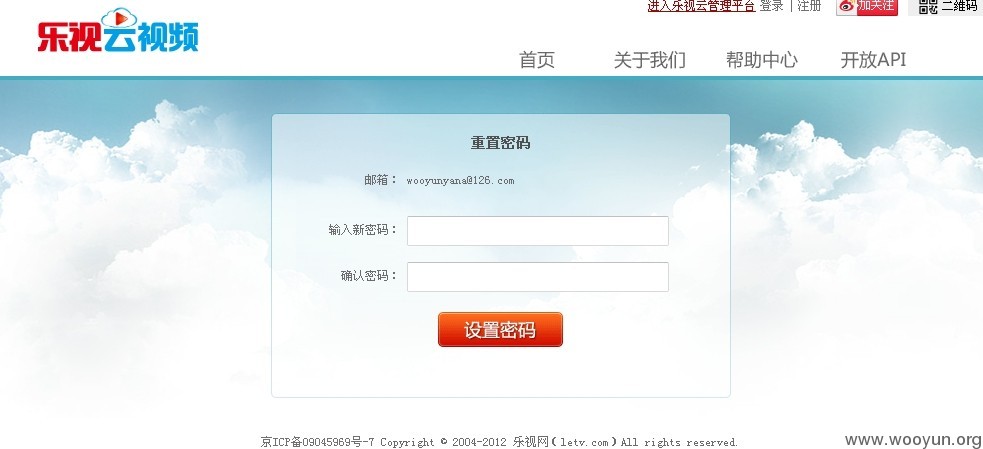 进入乐视云管理平台 登录 | 注册 加关注 二维码
乐视云视频
首页 关于我们 帮助中心 开放API
重置密码
邮箱： wooyunyana@126.com
输入新密码：
确认密码：
设置密码
京ICP备09045969号-7 Copyright © 2004-2012 乐视网（letv.com）All rights reserved.
www.wooyun.org